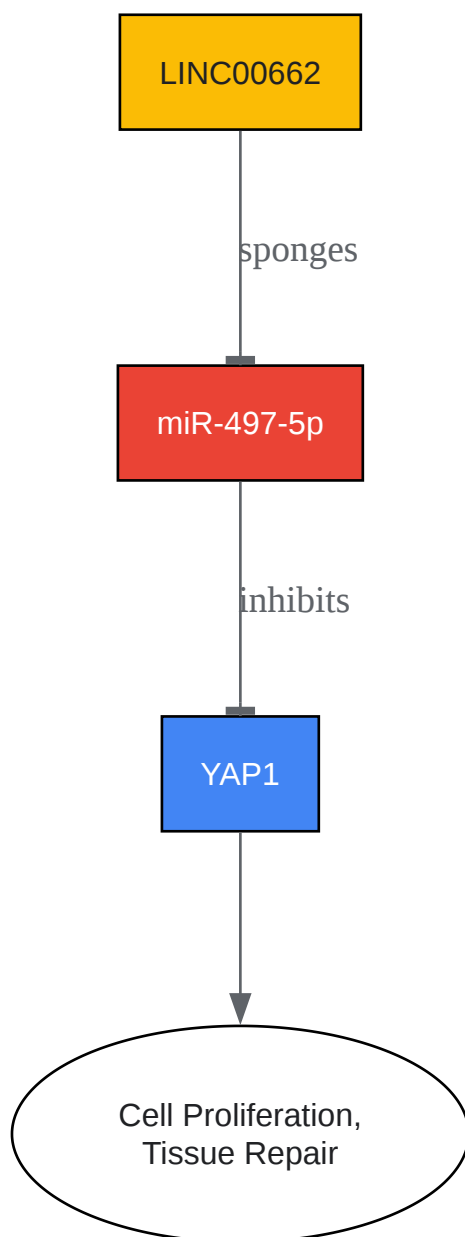 LINC00662
sponges
miR-497-5p
inhibits
YAP1
Cell Proliferation,
Tissue Repair